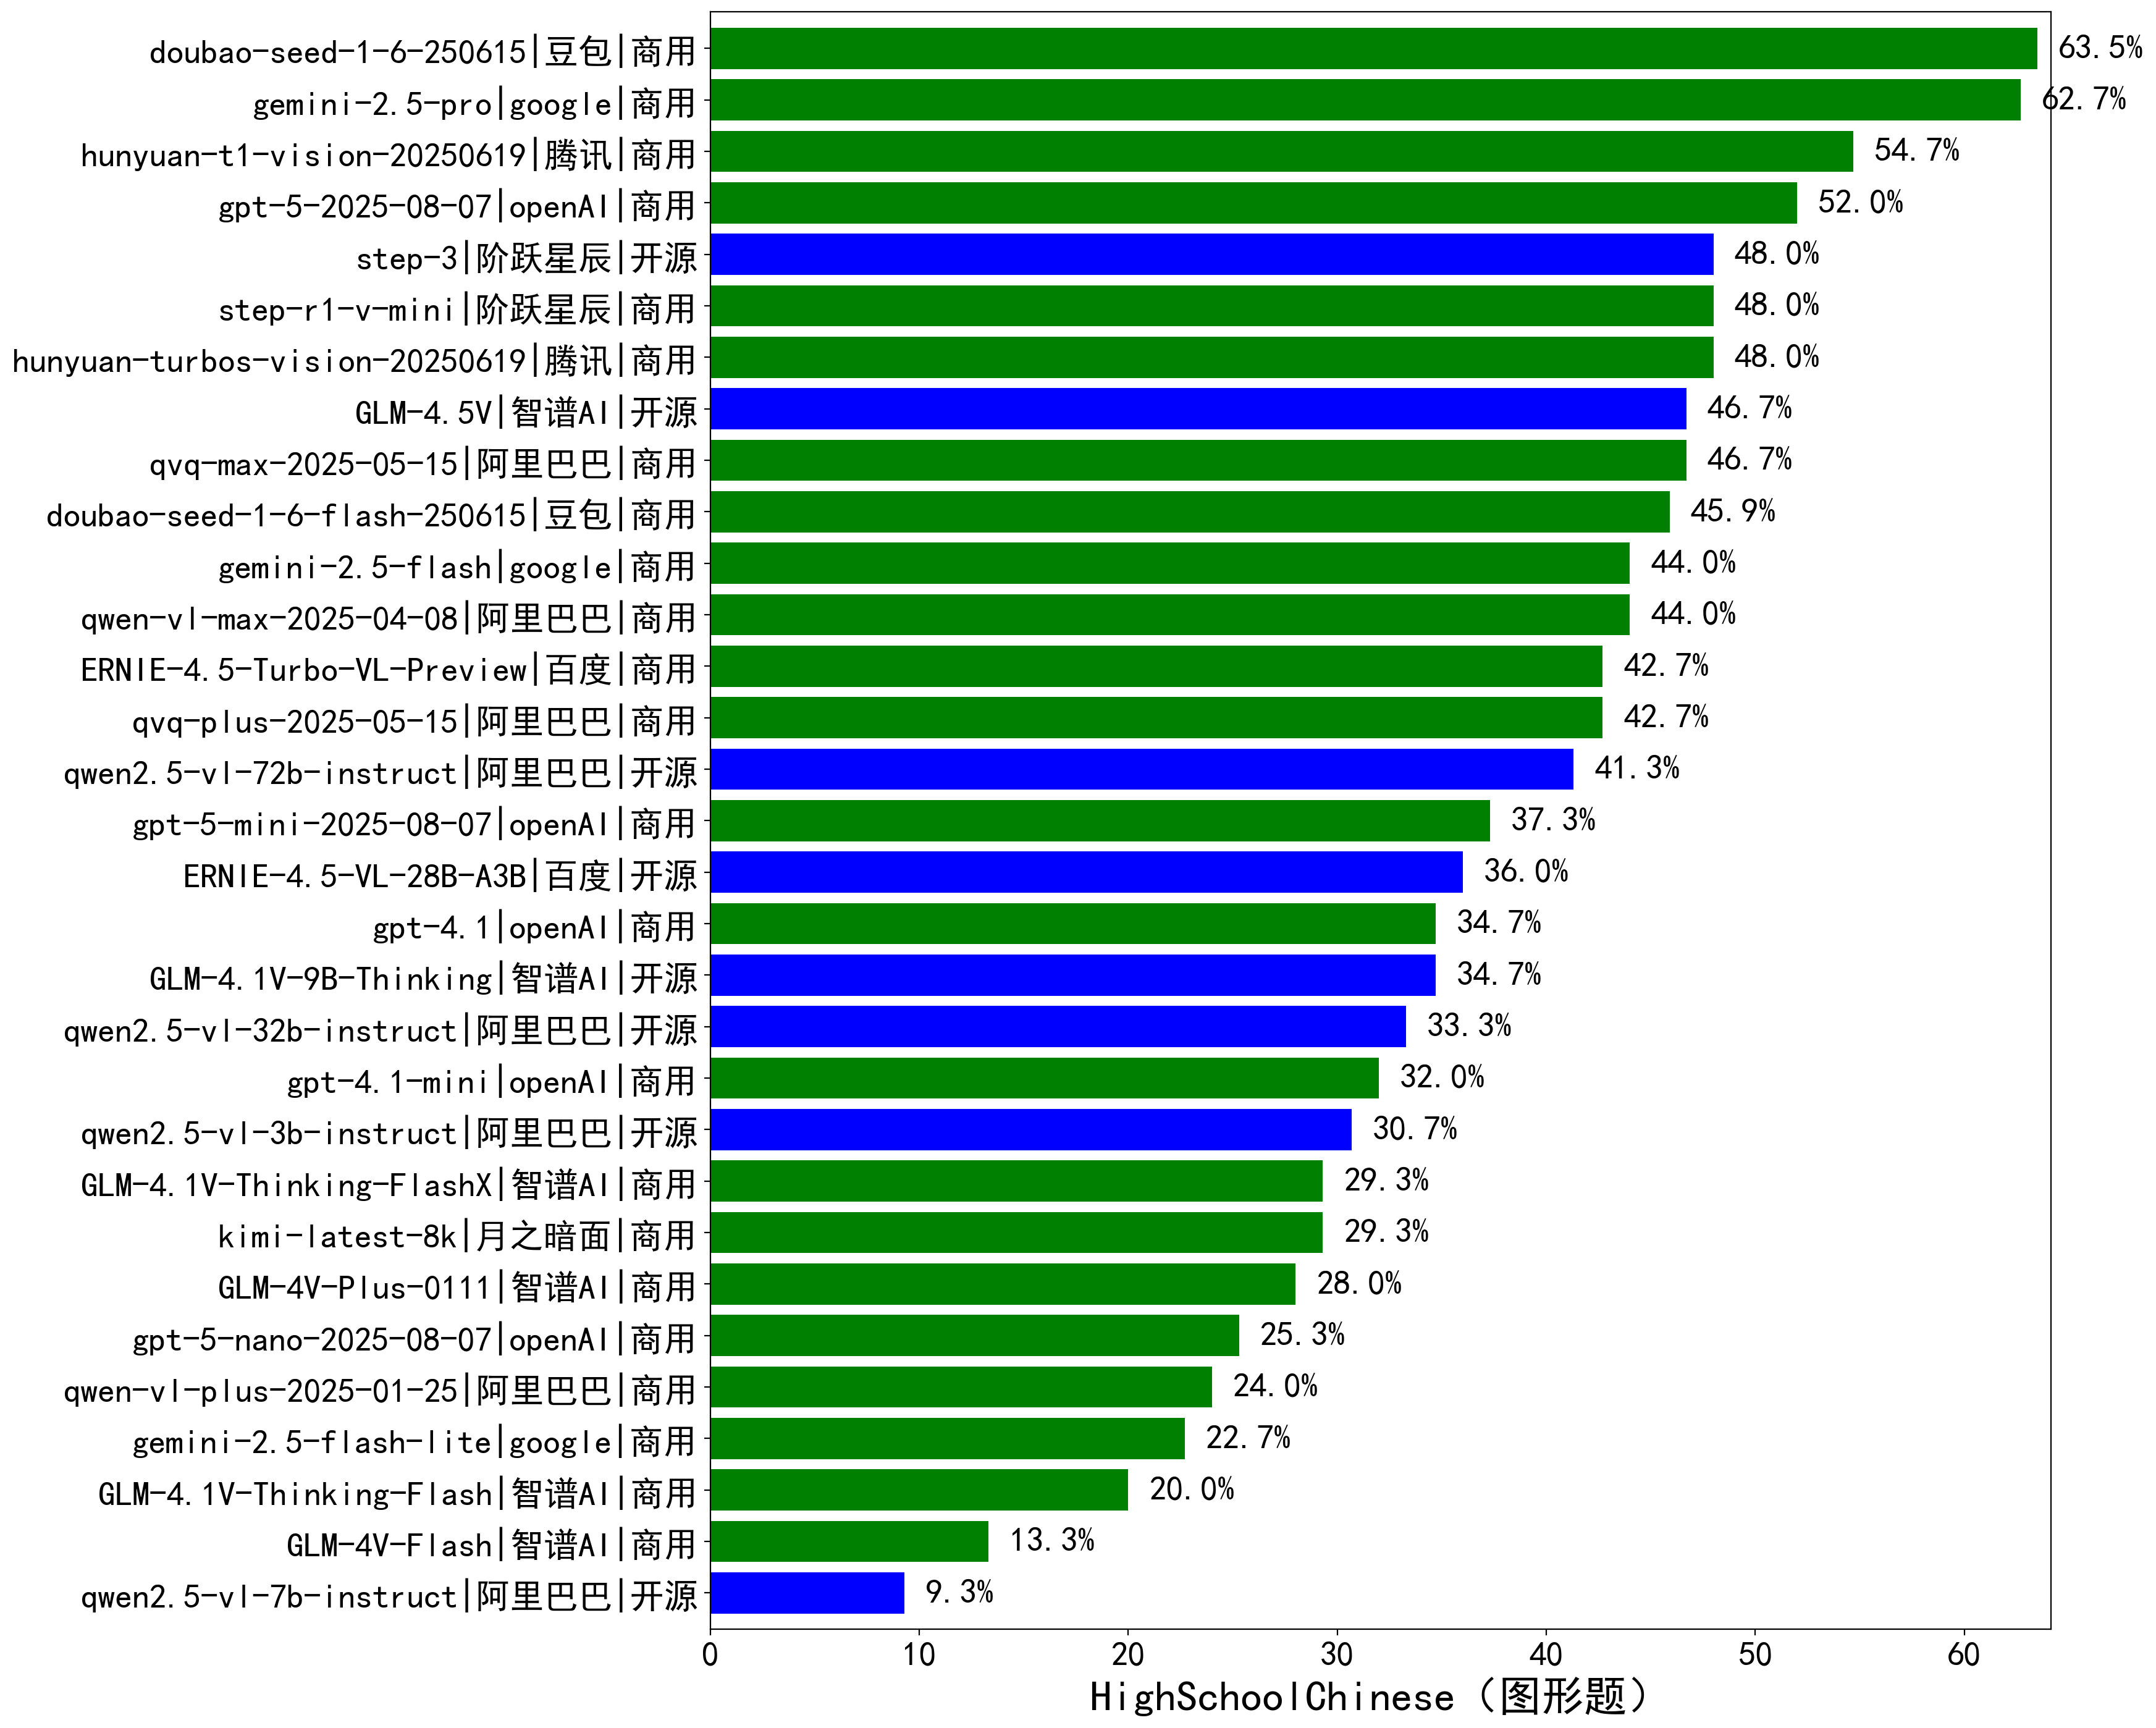 doubao-seed-1-6-250615|豆包|商用 63.5%
gemini-2.5-pro|google|商用 62.7%
hunyuan-t1-vision-20250619|腾讯|商用 54.7%
gpt-5-2025-08-07|openAI|商用 52.0%
step-3|阶跃星辰|开源 48.0%
step-r1-v-mini|阶跃星辰|商用 48.0%
hunyuan-turbos-vision-20250619|腾讯|商用 48.0%
GLM-4.5V|智谱AI|开源 46.7%
qvq-max-2025-05-15|阿里巴巴|商用 46.7%
doubao-seed-1-6-flash-250615|豆包|商用 45.9%
gemini-2.5-flash|google|商用 44.0%
qwen-vl-max-2025-04-08|阿里巴巴|商用 44.0%
ERNIE-4.5-Turbo-VL-Preview|百度|商用 42.7%
qvq-plus-2025-05-15|阿里巴巴|商用 42.7%
qwen2.5-vl-72b-instruct|阿里巴巴|开源 41.3%
gpt-5-mini-2025-08-07|openAI|商用 37.3%
ERNIE-4.5-VL-28B-A3B|百度|开源 36.0%
gpt-4.1|openAI|商用 34.7%
GLM-4.1V-9B-Thinking|智谱AI|开源 34.7%
qwen2.5-vl-32b-instruct|阿里巴巴|开源 33.3%
gpt-4.1-mini|openAI|商用 32.0%
qwen2.5-vl-3b-instruct|阿里巴巴|开源 30.7%
GLM-4.1V-Thinking-FlashX|智谱AI|商用 29.3%
kimi-latest-8k|月之暗面|商用 29.3%
GLM-4V-Plus-0111|智谱AI|商用 28.0%
gpt-5-nano-2025-08-07|openAI|商用 25.3%
qwen-vl-plus-2025-01-25|阿里巴巴|商用 24.0%
gemini-2.5-flash-lite|google|商用 22.7%
GLM-4.1V-Thinking-Flash|智谱AI|商用 20.0%
GLM-4V-Flash|智谱AI|商用 13.3%
qwen2.5-vl-7b-instruct|阿里巴巴|开源 9.3%
0 10 20 30 40 50 60
HighSchoolChinese（图形题）